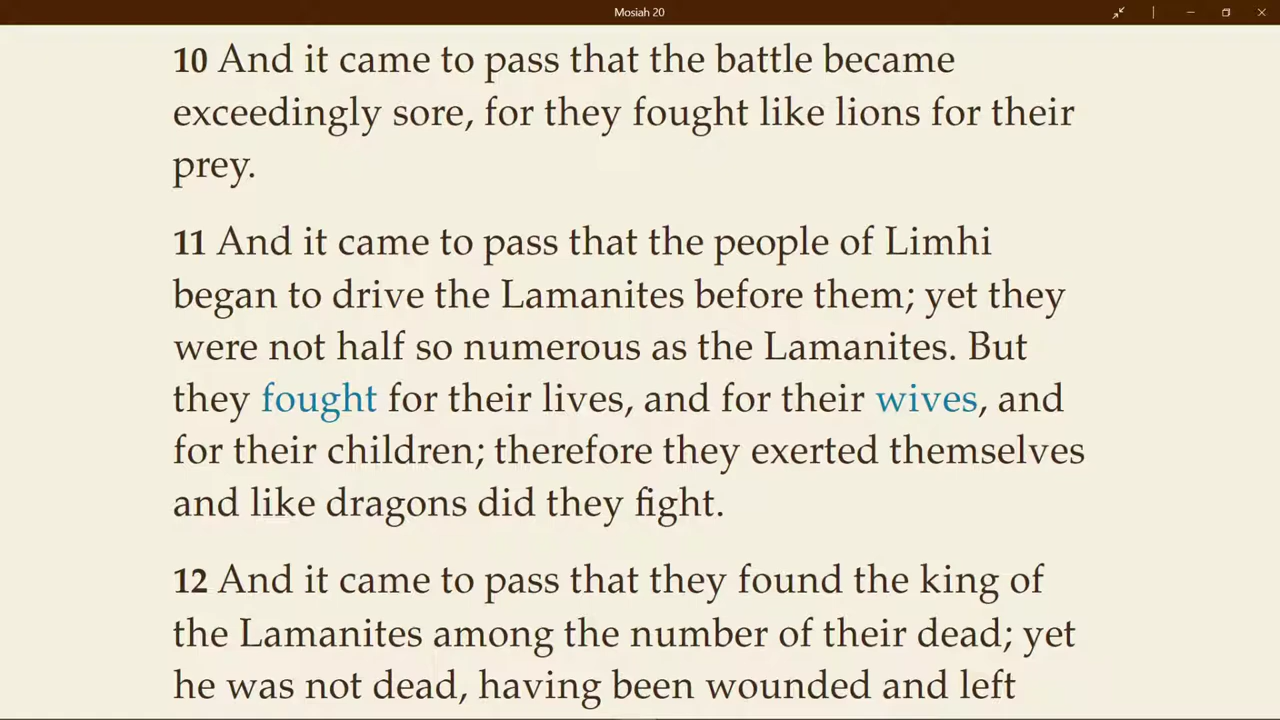 Mosiah 20
10 And it came to pass that the battle became
exceedingly sore, for they fought like lions for their
prey.
11 And it came to pass that the people of Limhi
began to drive the Lamanites before them; yet they
were not half so numerous as the Lamanites. But
they fought for their lives, and for their wives, and
for their children; therefore they exerted themselves
and like dragons did they fight.
12 And it came to pass that they found the king of
the Lamanites among the number of their dead; yet
he was not dead, having been wounded and left